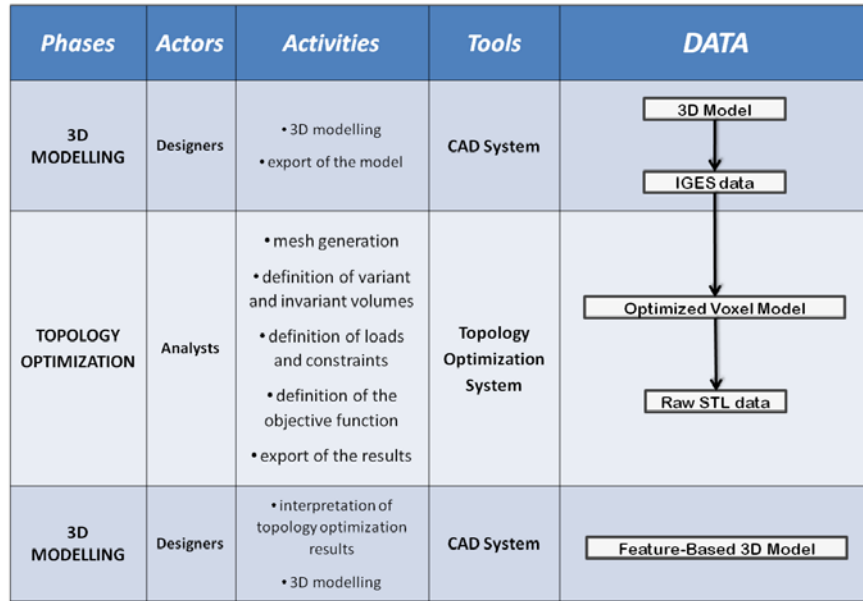 Phases Actors Activities Tools DATA
3D
MODELLING
Designers
• 3D modelling
• export of the model
CAD System
3D Model
IGES data
TOPOLOGY
OPTIMIZATION
Analysts
• mesh generation
• definition of variant
and invariant volumes
• definition of loads
and constraints
• definition of the
objective function
• export of the results
Topology
Optimization
System
Optimized Voxel Model
Raw STL data
3D
MODELLING
Designers
• interpretation of
topology optimization
results
• 3D modelling
CAD System
Feature-Based 3D Model